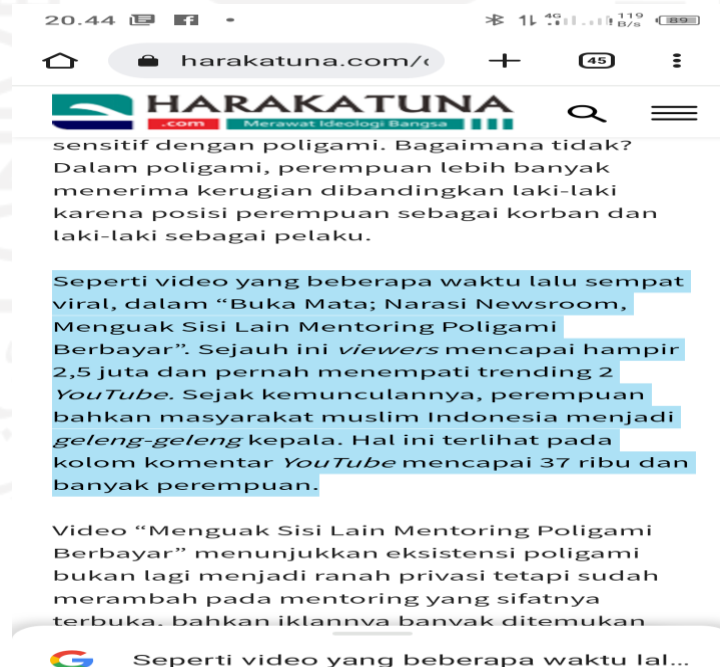 20.44
4G 119 B/s 89
harakatuna.com/
45
HARAKATUNA
.com Merawat Ideologi Bangsa
sensitif dengan poligami. Bagaimana tidak?
Dalam poligami, perempuan lebih banyak
menerima kerugian dibandingkan laki-laki
karena posisi perempuan sebagai korban dan
laki-laki sebagai pelaku.
Seperti video yang beberapa waktu lalu sempat
viral, dalam “Buka Mata; Narasi Newsroom,
Menguak Sisi Lain Mentoring Poligami
Berbayar”. Sejauh ini viewers mencapai hampir
2,5 juta dan pernah menempati trending 2
YouTube. Sejak kemunculannya, perempuan
bahkan masyarakat muslim Indonesia menjadi
geleng-geleng kepala. Hal ini terlihat pada
kolom komentar YouTube mencapai 37 ribu dan
banyak perempuan.
Video “Menguak Sisi Lain Mentoring Poligami
Berbayar” menunjukkan eksistensi poligami
bukan lagi menjadi ranah privasi tetapi sudah
merambah pada mentoring yang sifatnya
terbuka, bahkan iklannya banyak ditemukan
Seperti video yang beberapa waktu lal...